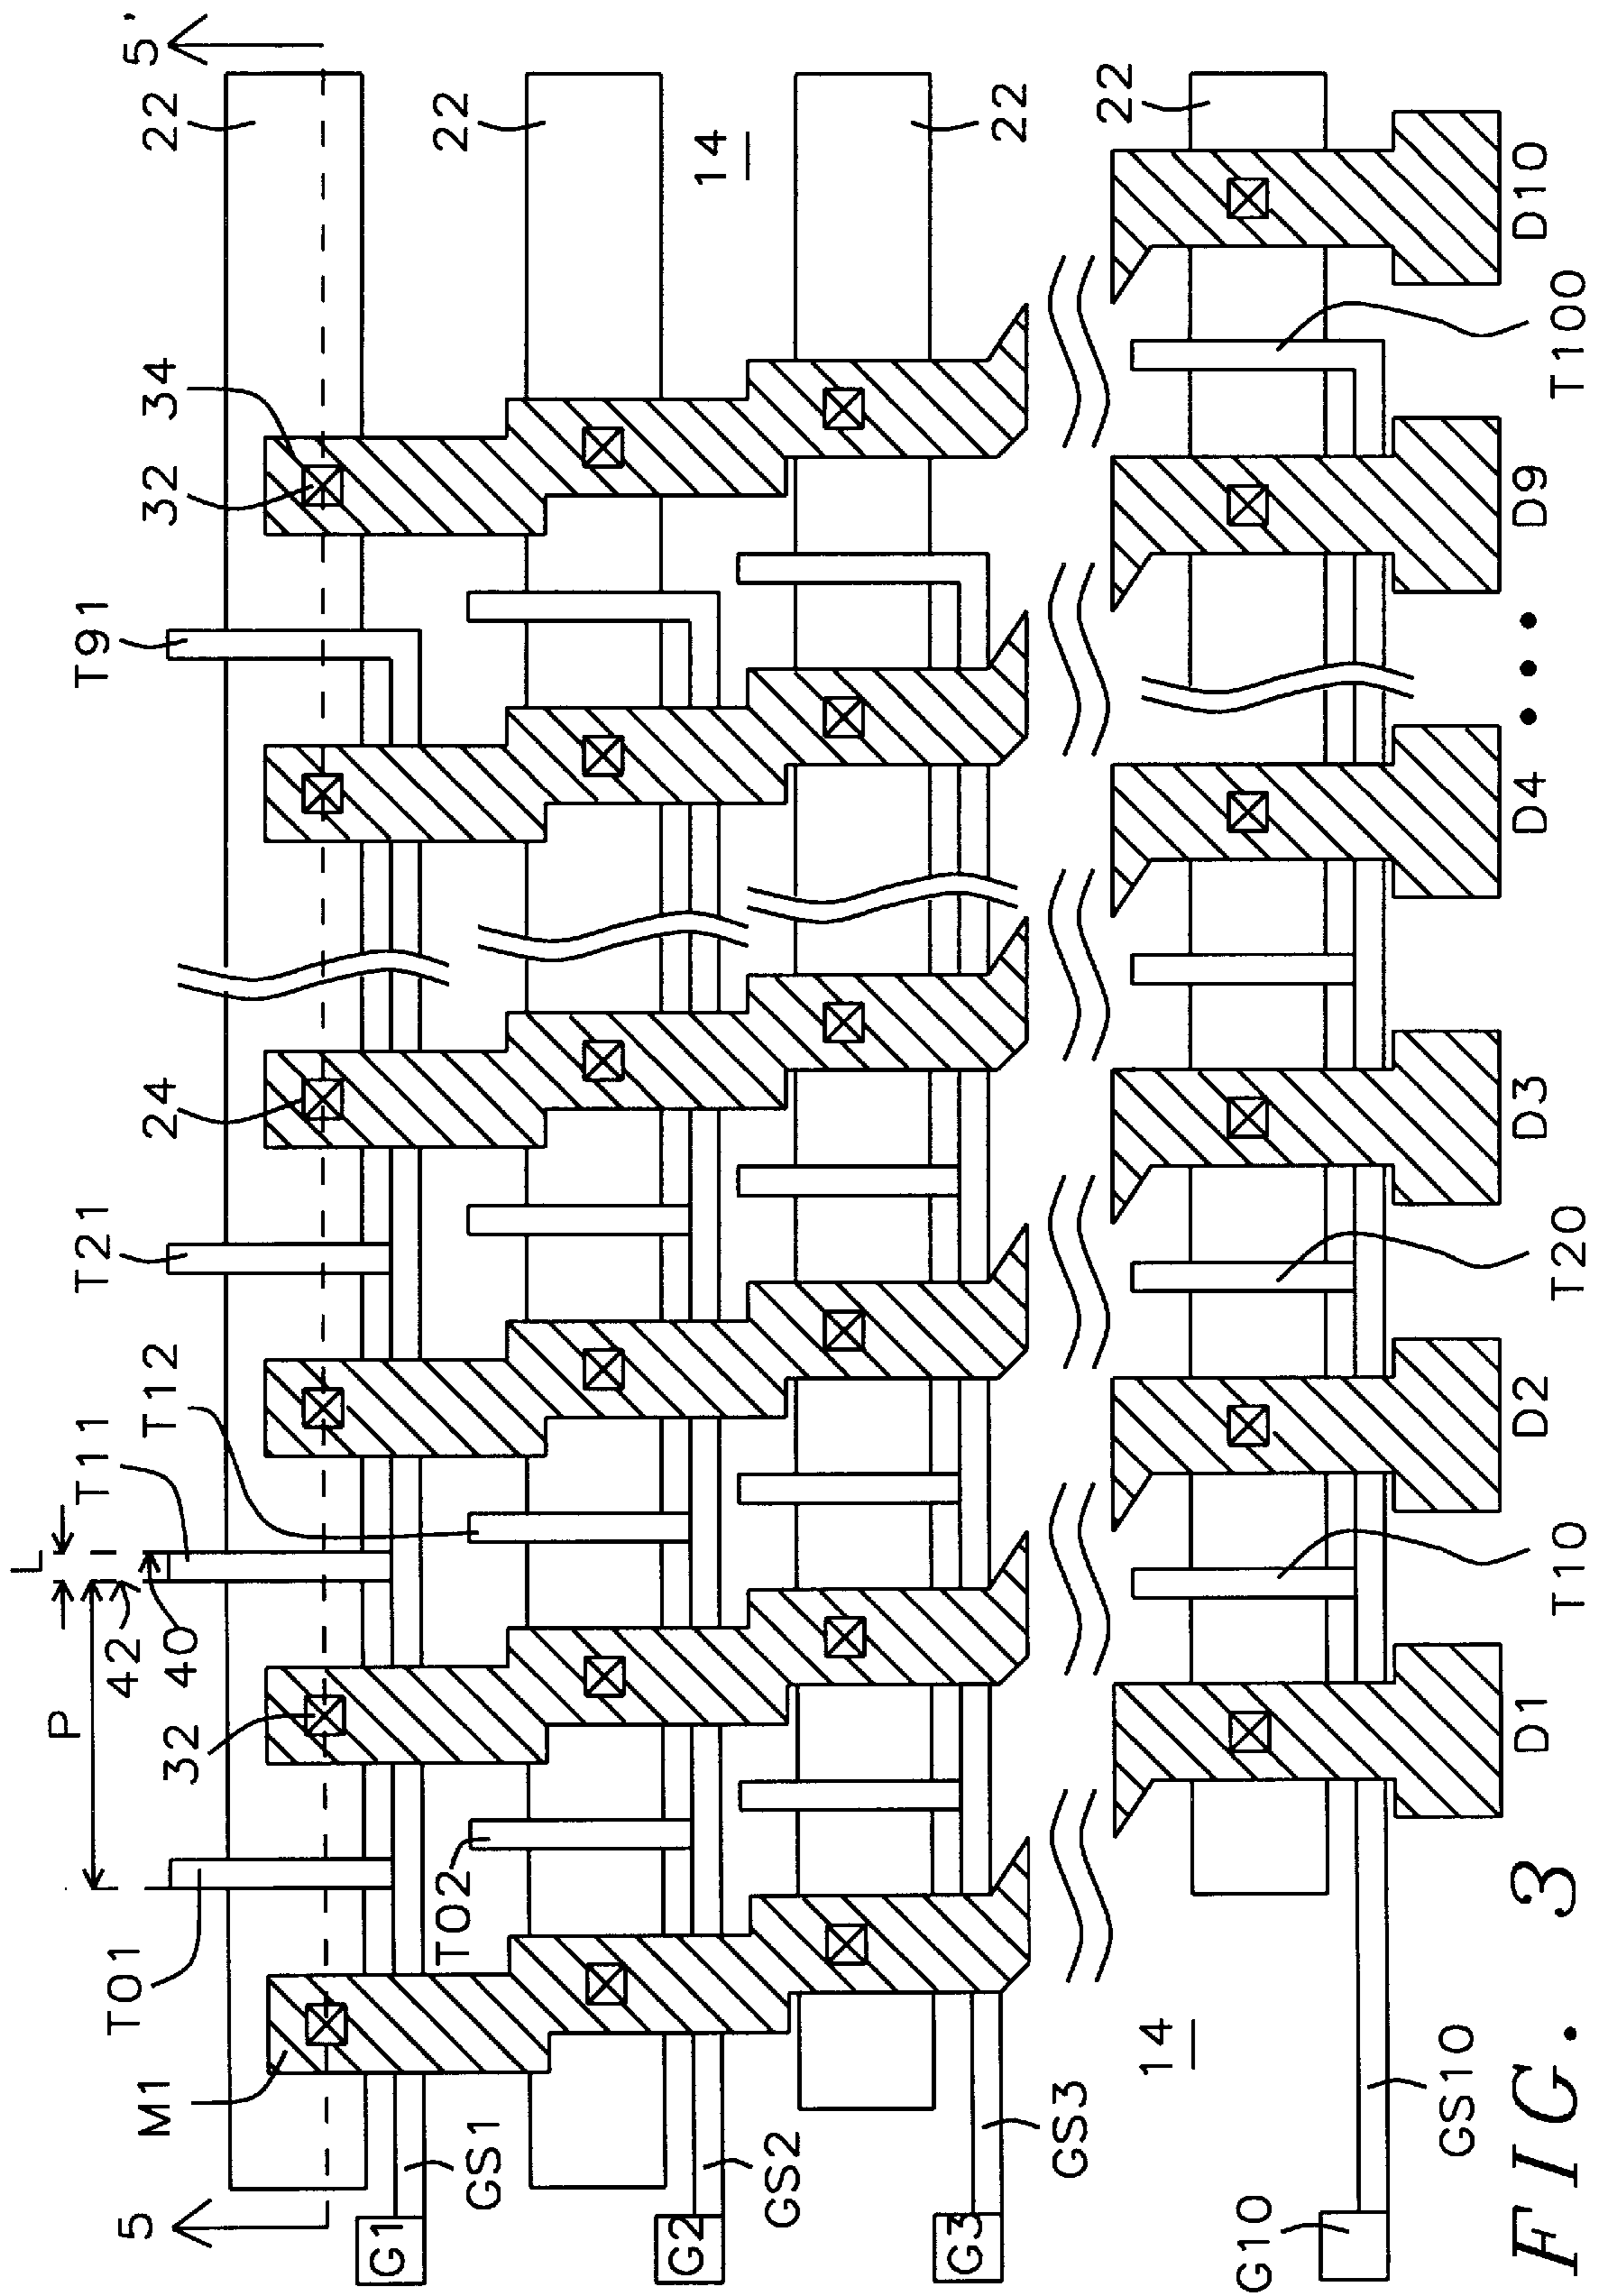 L
P
T11 T21 T91
T01 42
5 5'
M1 T12 24 32 34 22
32 40
G1
T02 22
GS1
G2
14
GS2
G3
22
GS3
22
14
G10
GS10
D1 D2 D3 D4 ••• D9 D10
T10 T20 T100
FIG. 3